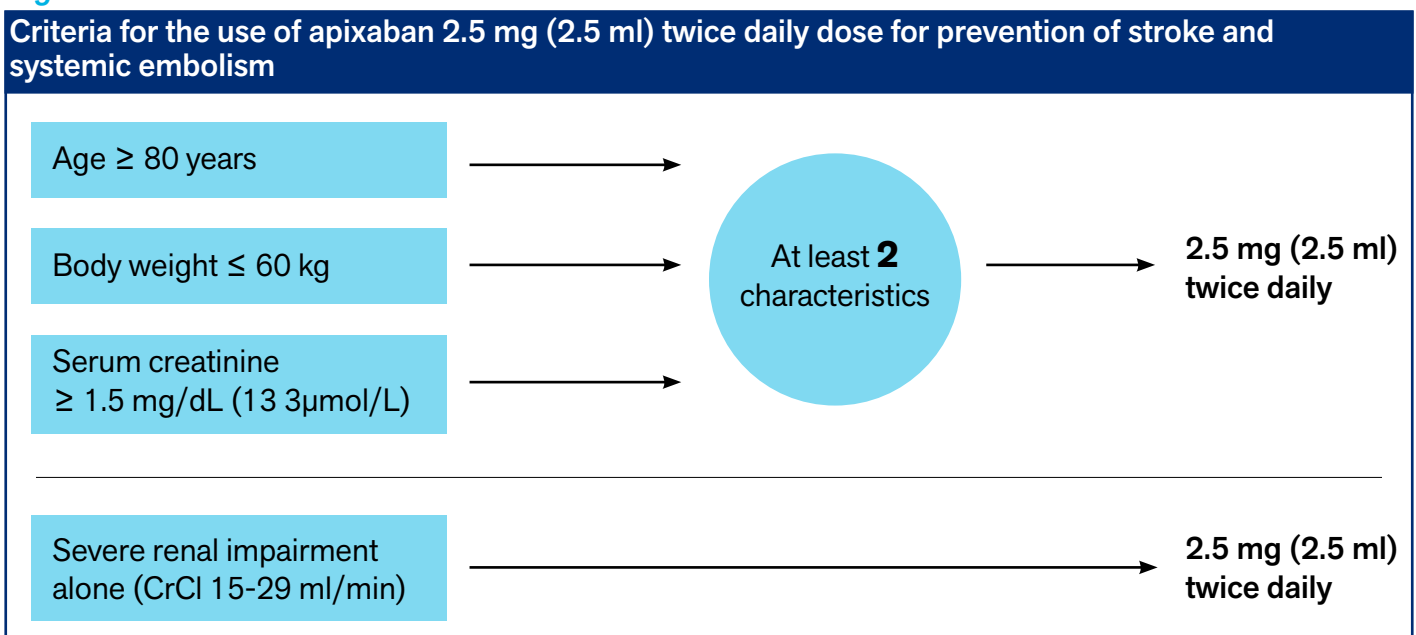 Criteria for the use of apixaban 2.5 mg (2.5 ml) twice daily dose for prevention of stroke and
systemic embolism
Age ≥ 80 years
Body weight ≤ 60 kg
Serum creatinine
≥ 1.5 mg/dL (13 3µmol/L)
At least 2
characteristics
2.5 mg (2.5 ml)
twice daily
Severe renal impairment
alone (CrCl 15-29 ml/min)
2.5 mg (2.5 ml)
twice daily